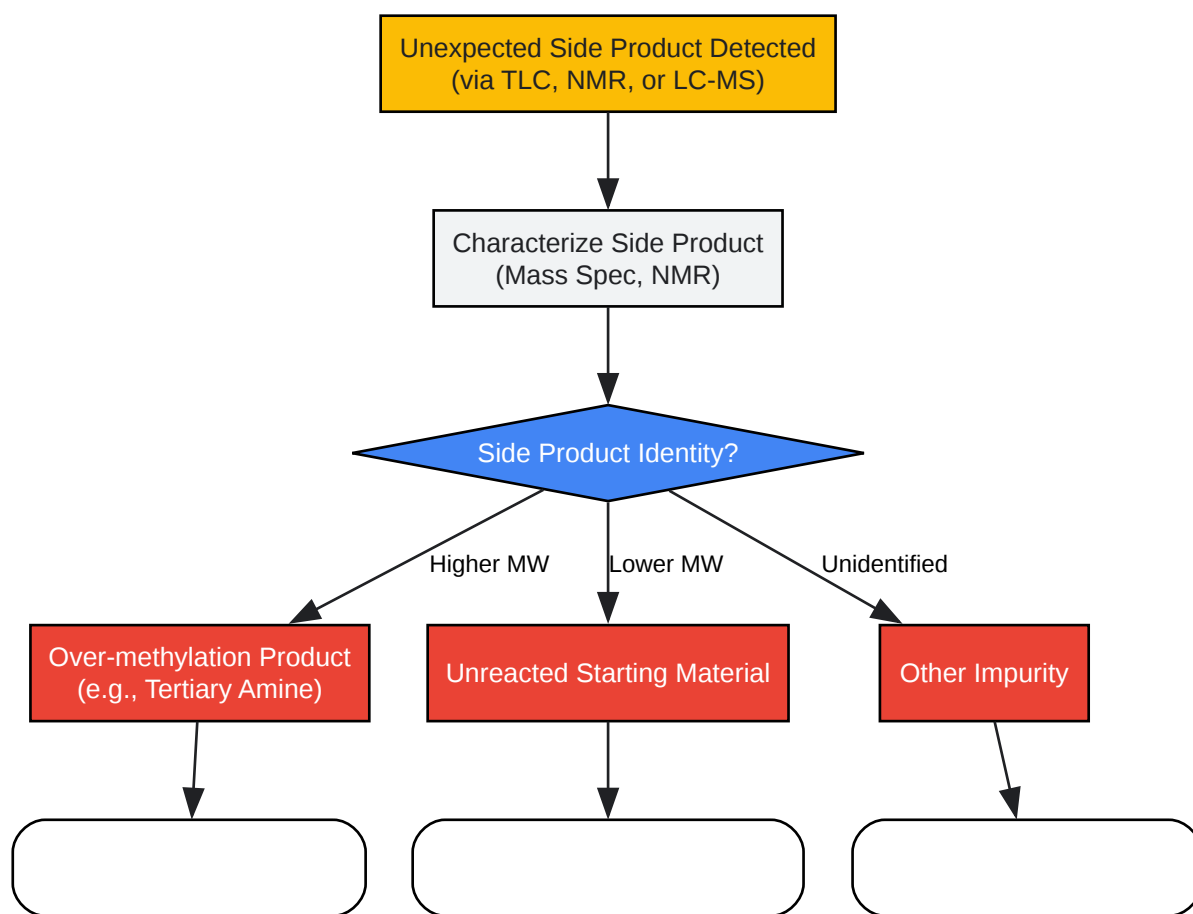 Unexpected Side Product Detected
(via TLC, NMR, or LC-MS)
Characterize Side Product
(Mass Spec, NMR)
Side Product Identity?
Higher MW
Lower MW
Unidentified
Over-methylation Product
(e.g., Tertiary Amine)
Unreacted Starting Material
Other Impurity